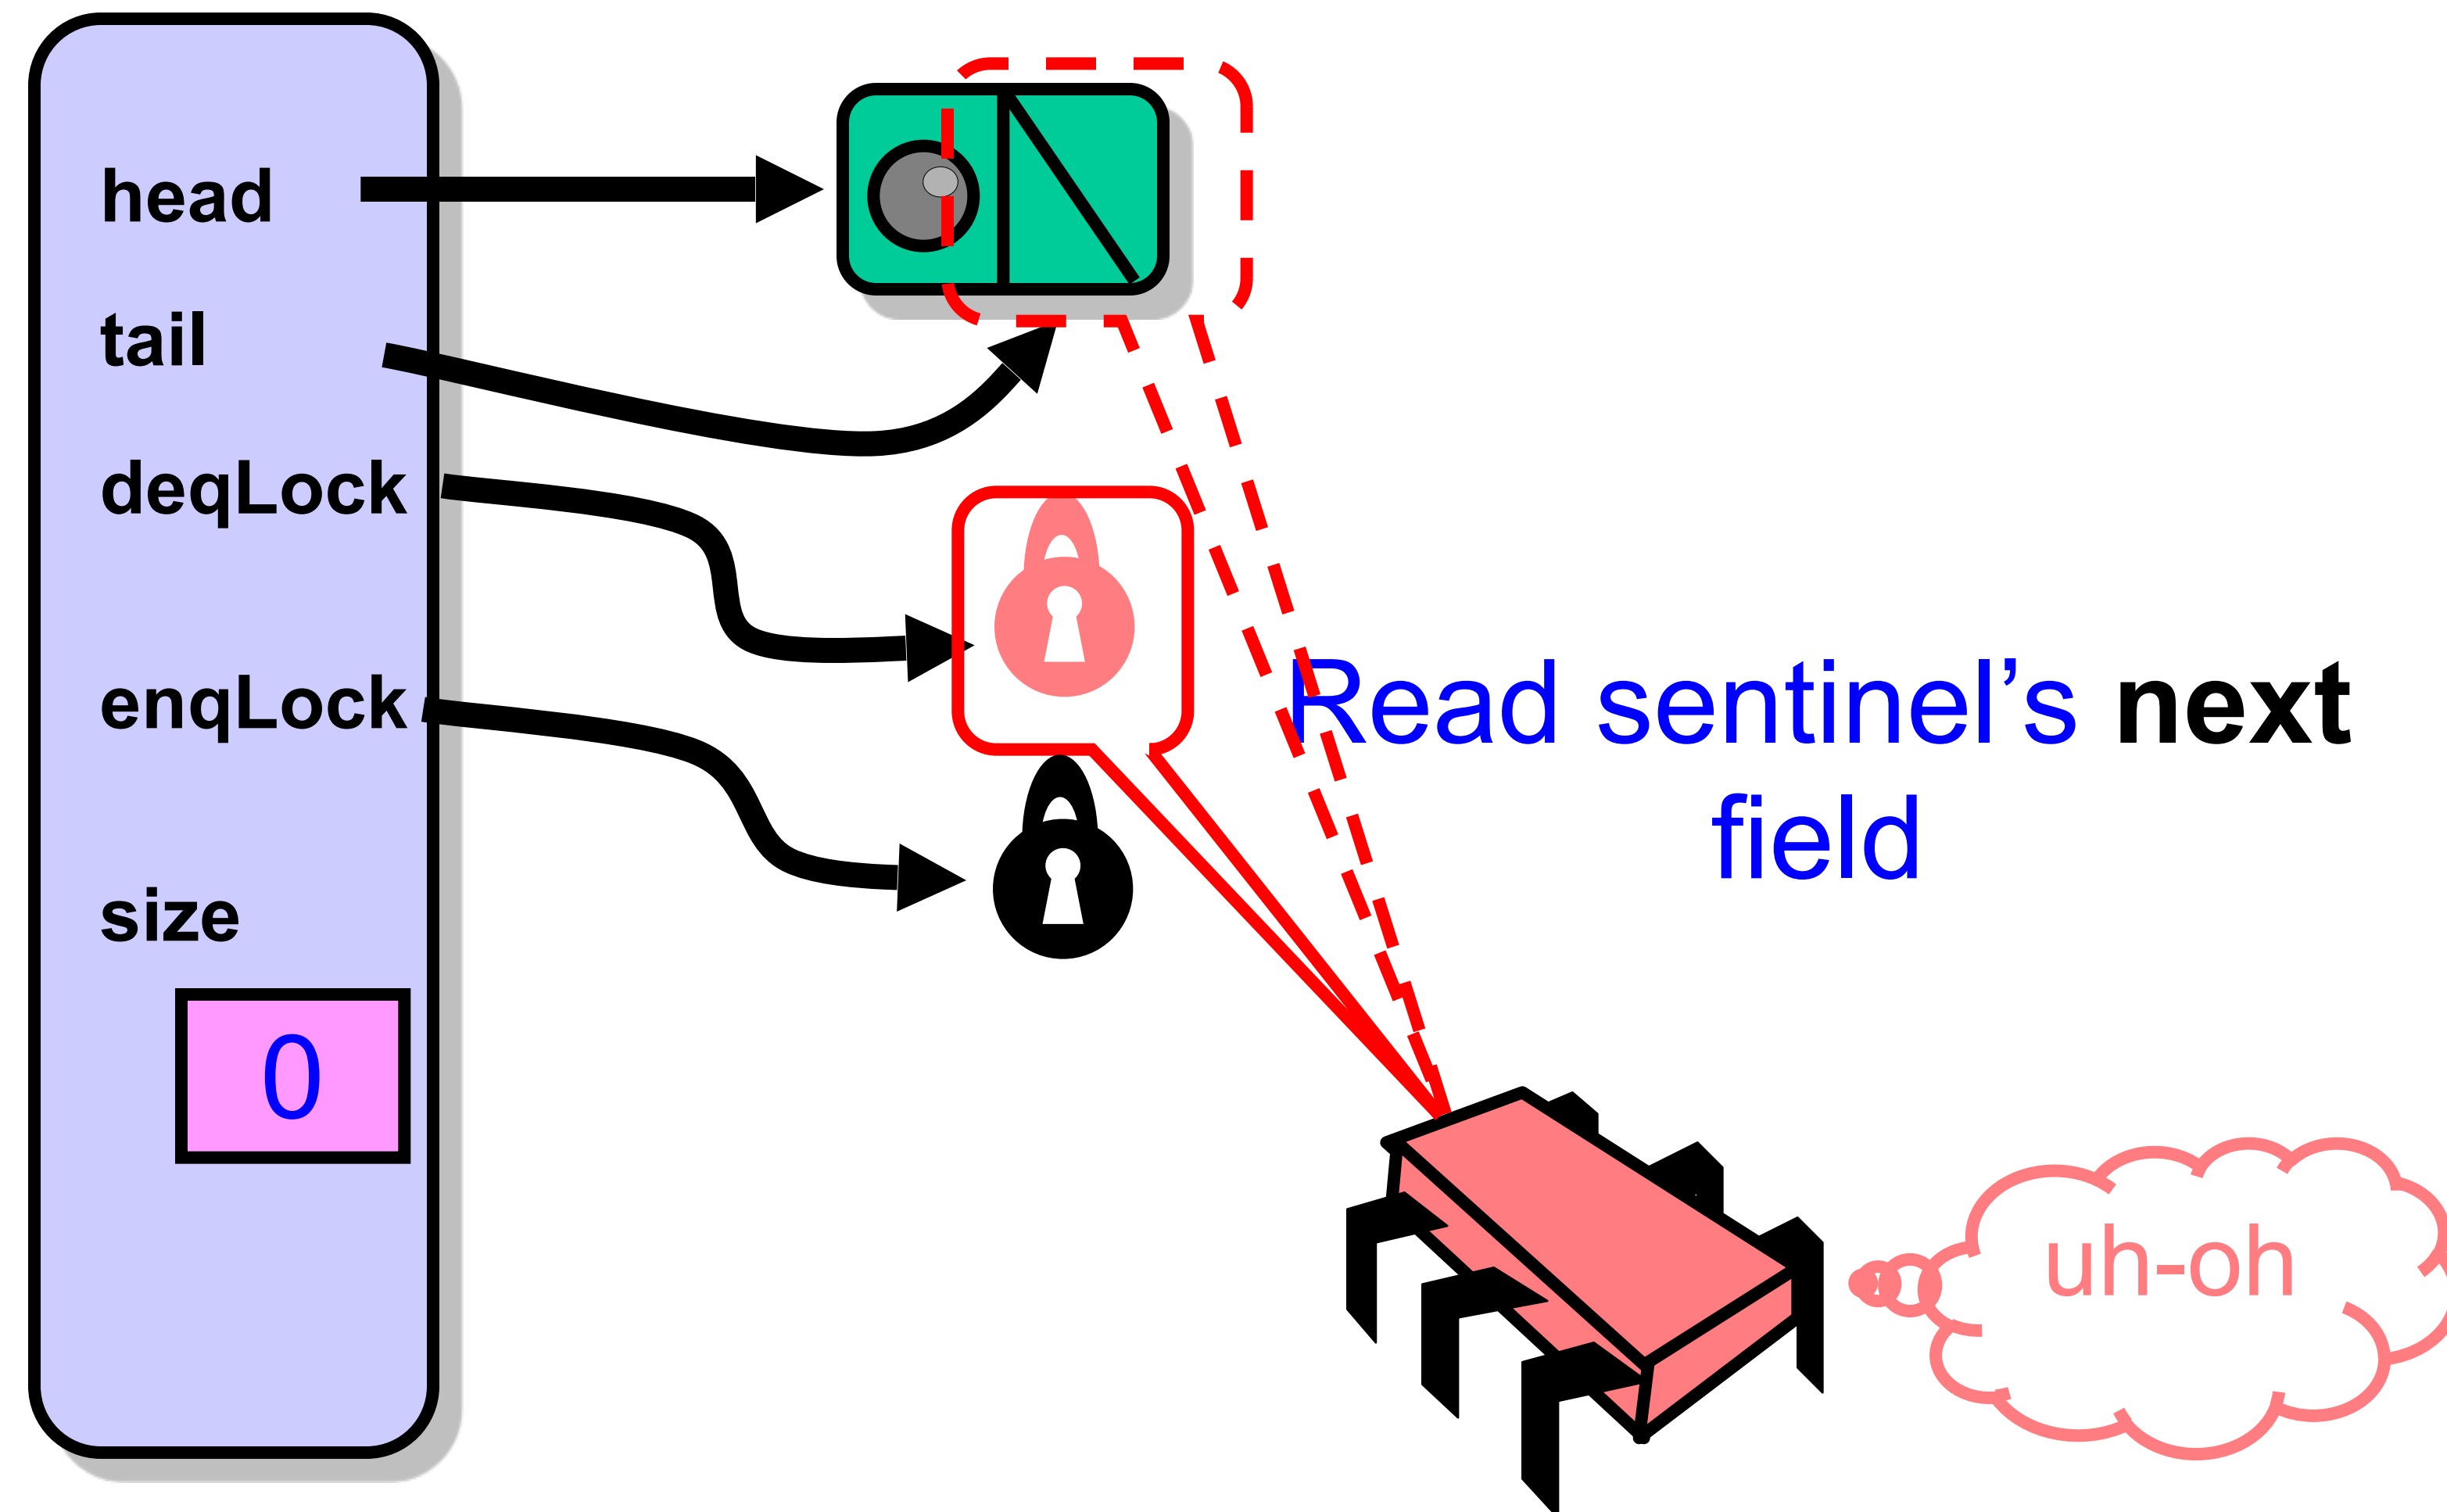 head
tail
deqLock
enqLock
size
0
Read sentinel’s next
field
uh-oh